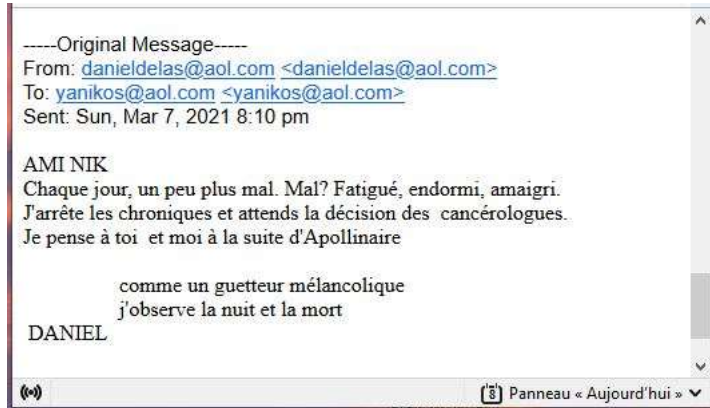 -----Original Message-----
From: danieldelas@aol.com <danieldelas@aol.com>
To: yanikos@aol.com <yanikos@aol.com>
Sent: Sun, Mar 7, 2021 8:10 pm
AMI NIK
Chaque jour, un peu plus mal. Mal? Fatigué, endormi, amaigri.
J'arrête les chroniques et attends la décision des  cancérologues.
Je pense à toi  et moi à la suite d'Apollinaire
comme un guetteur mélancolique
j'observe la nuit et la mort
DANIEL
8 Panneau « Aujourd'hui »